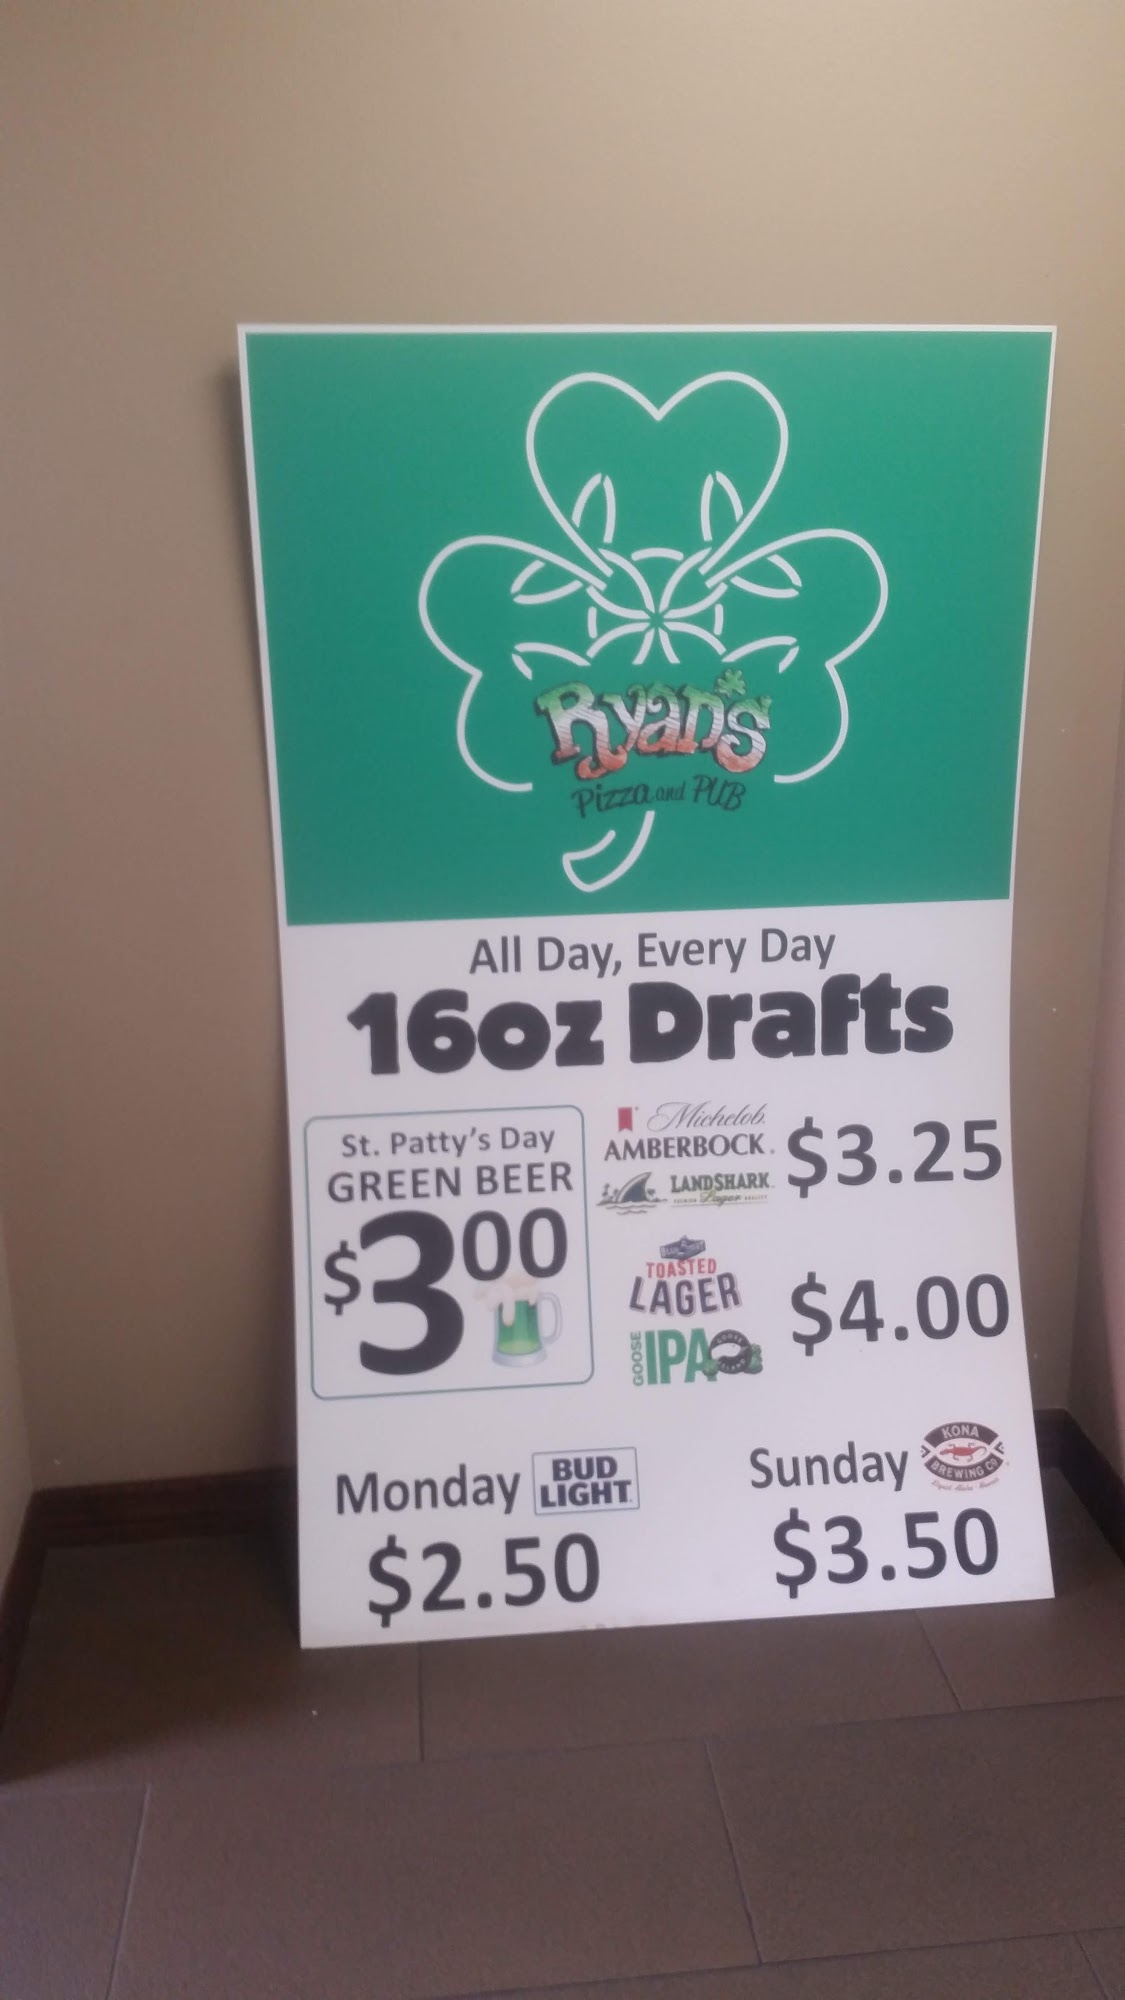 Ryan's
Pizza and PUB
All Day, Every Day
16oz Drafts
St. Patty's Day
GREEN BEER
$3 00
Michelob.
AMBERBOCK.
LANDSHARK
Lager
$3.25
TOASTED
LAGER
GOOSE
IPA
GOOSE
$4.00
Monday
BUD
LIGHT
$2.50
Sunday
KONA
BREWING CO
$3.50